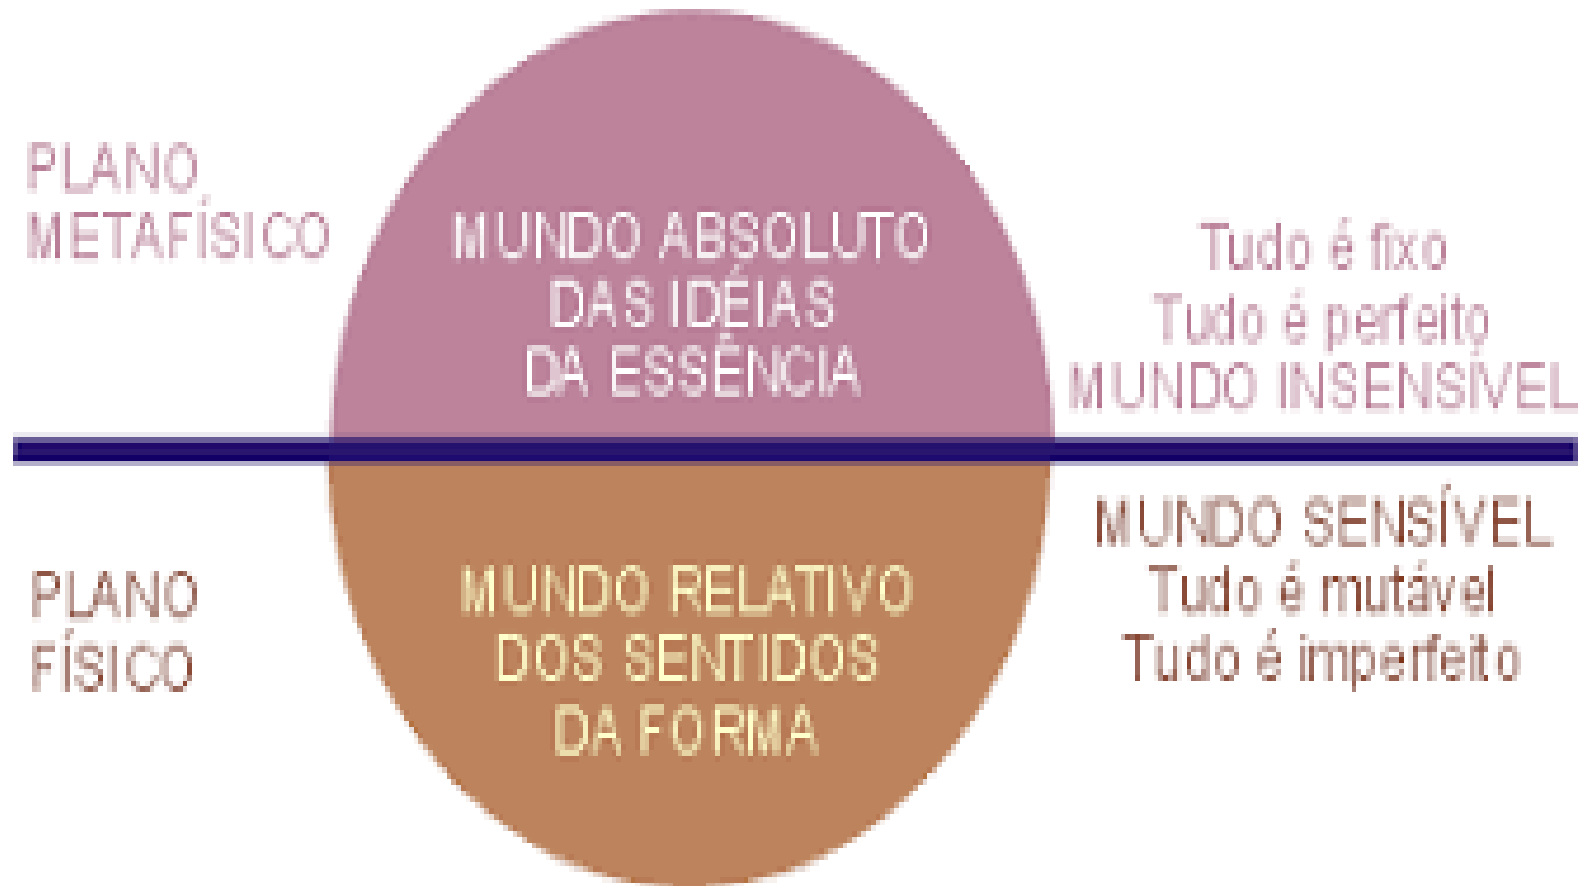 PLANO
METAFÍSICO
MUNDO ABSOLUTO
DAS IDÉIAS
DA ESSÊNCIA
Tudo é fixo
Tudo é perfeito
MUNDO INSENSÍVEL
PLANO
FÍSICO
MUNDO RELATIVO
DOS SENTIDOS
DA FORMA
MUNDO SENSÍVEL
Tudo é mutável
Tudo é imperfeito